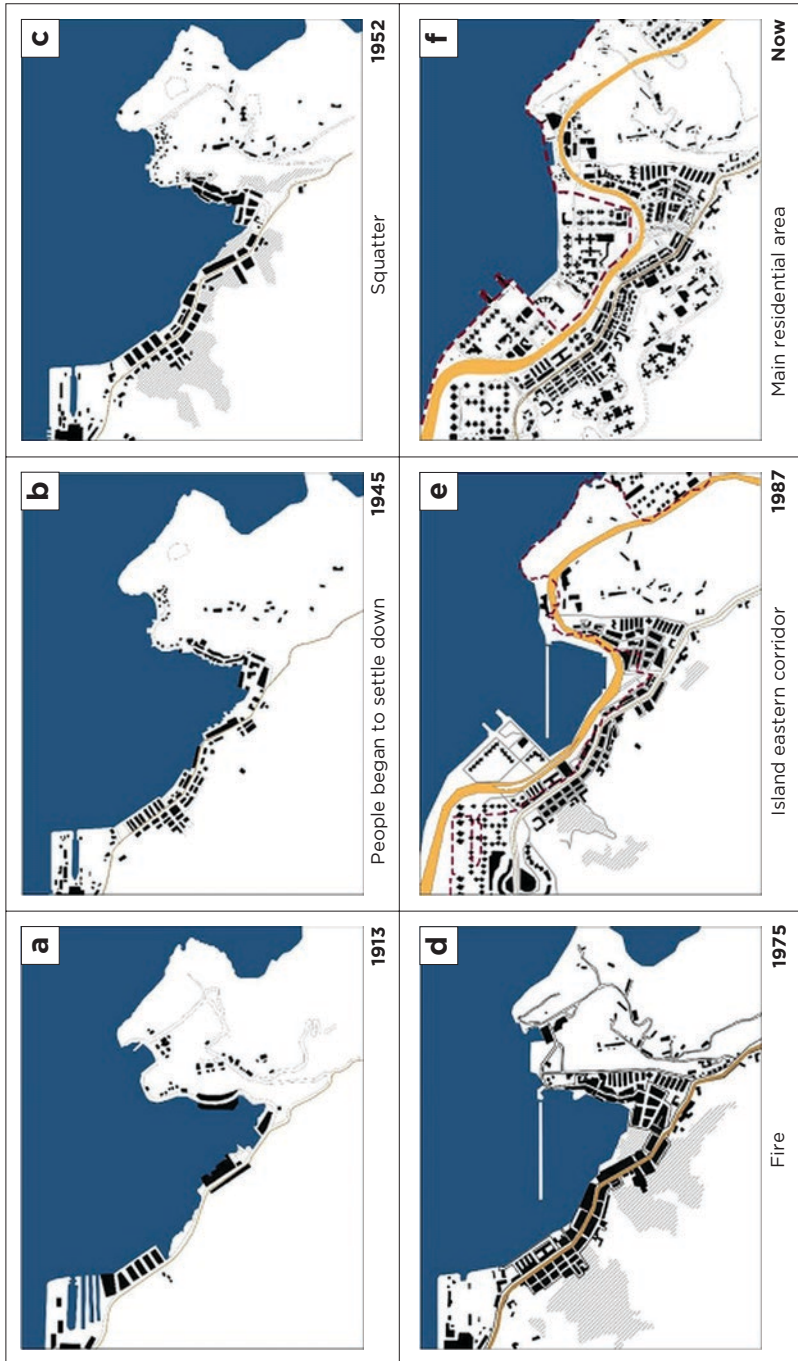 a
1913
b
People began to settle down
1945
c
Squatter
1952
d
Fire
1975
e
Island eastern corridor
1987
f
Main residential area
Now